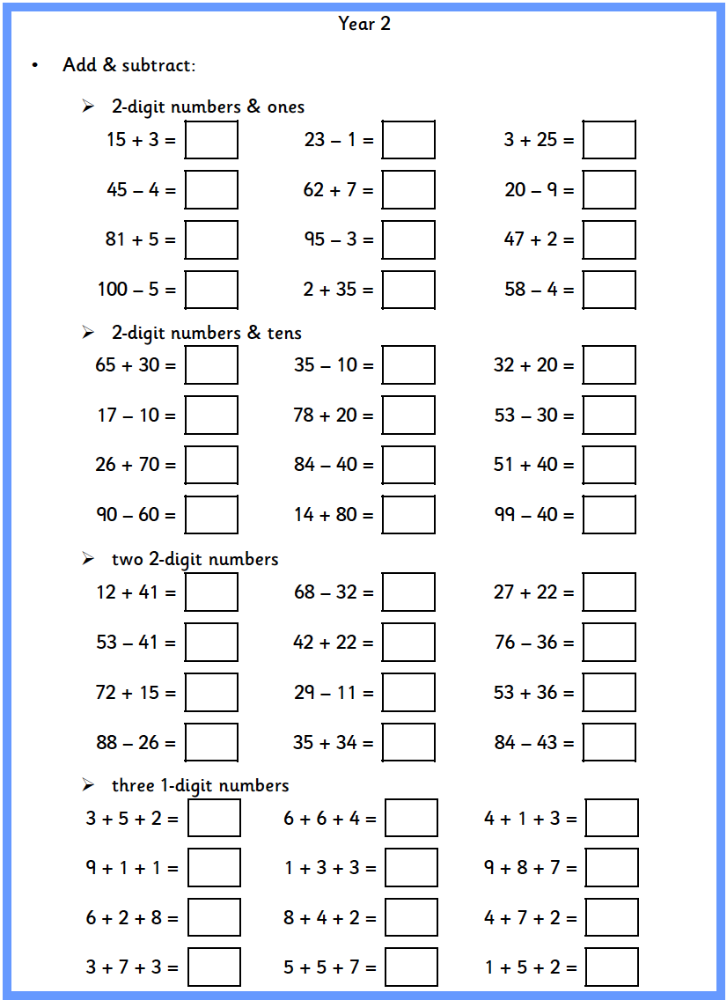 Year 2
• Add & subtract:
➢ 2-digit numbers & ones
15 + 3 = 23 – 1 = 3 + 25 =
45 – 4 = 62 + 7 = 20 – 9 =
81 + 5 = 95 – 3 = 47 + 2 =
100 – 5 = 2 + 35 = 58 – 4 =
➢ 2-digit numbers & tens
65 + 30 = 35 – 10 = 32 + 20 =
17 – 10 = 78 + 20 = 53 – 30 =
26 + 70 = 84 – 40 = 51 + 40 =
90 – 60 = 14 + 80 = 99 – 40 =
➢ two 2-digit numbers
12 + 41 = 68 – 32 = 27 + 22 =
53 – 41 = 42 + 22 = 76 – 36 =
72 + 15 = 29 – 11 = 53 + 36 =
88 – 26 = 35 + 34 = 84 – 43 =
➢ three 1-digit numbers
3 + 5 + 2 = 6 + 6 + 4 = 4 + 1 + 3 =
9 + 1 + 1 = 1 + 3 + 3 = 9 + 8 + 7 =
6 + 2 + 8 = 8 + 4 + 2 = 4 + 7 + 2 =
3 + 7 + 3 = 5 + 5 + 7 = 1 + 5 + 2 =